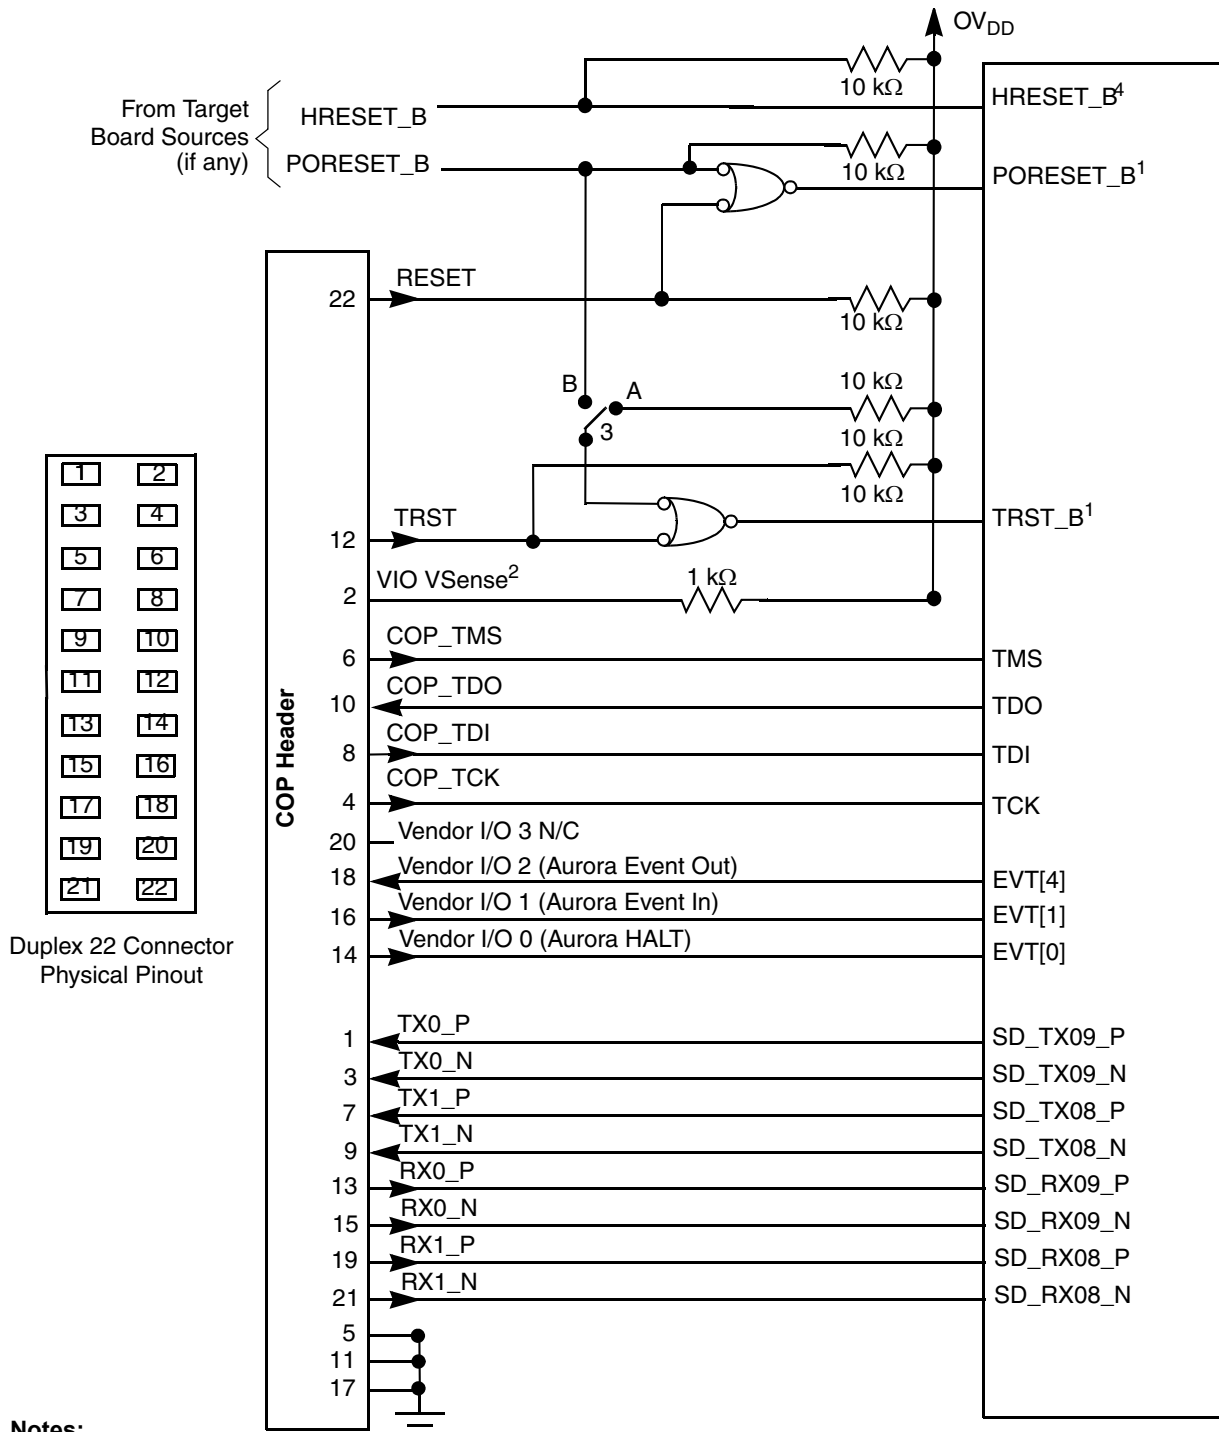 OVDD
10 kΩ
HRESET_B4
From Target
Board Sources
(if any)
HRESET_B
PORESET_B
10 kΩ
PORESET_B1
RESET
22
10 kΩ
B
A
3
10 kΩ
10 kΩ
10 kΩ
TRST
12
TRST_B1
VIO VSense2
2
1 kΩ
COP_TMS
6
TMS
COP_TDO
10
TDO
COP_TDI
8
TDI
COP_TCK
4
TCK
20
Vendor I/O 3 N/C
18
Vendor I/O 2 (Aurora Event Out)
EVT[4]
16
Vendor I/O 1 (Aurora Event In)
EVT[1]
14
Vendor I/O 0 (Aurora HALT)
EVT[0]
COP Header
1 2
3 4
5 6
7 8
9 10
11 12
13 14
15 16
17 18
19 20
21 22
Duplex 22 Connector
Physical Pinout
1
TX0_P
SD_TX09_P
3
TX0_N
SD_TX09_N
7
TX1_P
SD_TX08_P
9
TX1_N
SD_TX08_N
13
RX0_P
SD_RX09_P
15
RX0_N
SD_RX09_N
19
RX1_P
SD_RX08_P
21
RX1_N
SD_RX08_N
5
11
17
Notes: